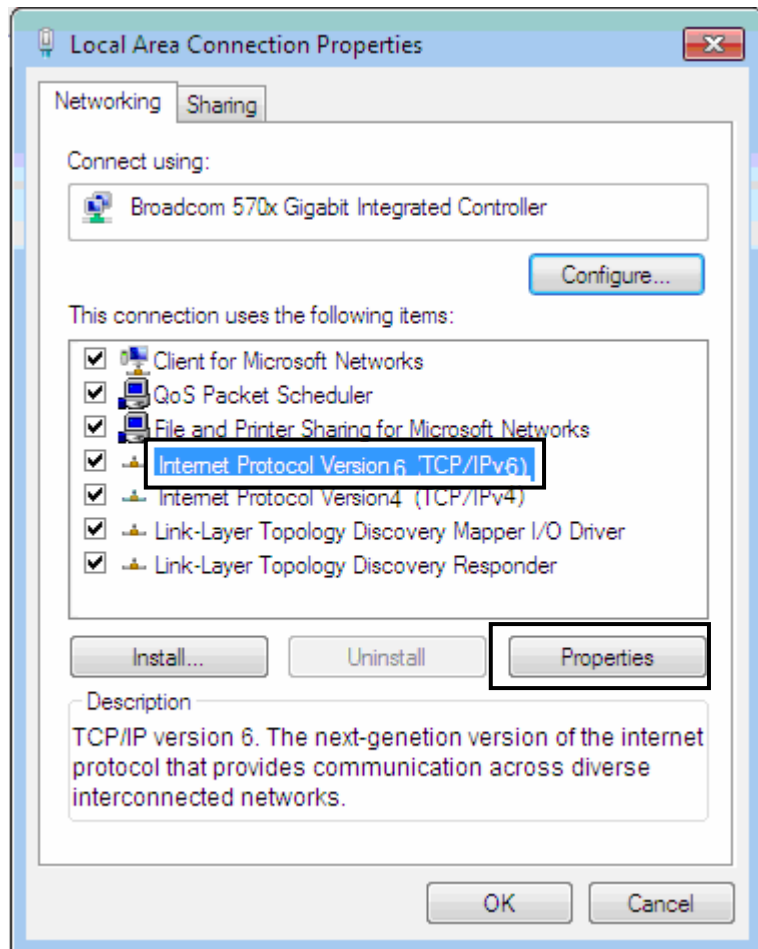 Local Area Connection Properties
Networking
Sharing
Connect using:
Broadcom 570x Gigabit Integrated Controller
Configure...
This connection uses the following items:
Client for Microsoft Networks
QoS Packet Scheduler
File and Printer Sharing for Microsoft Networks
Internet Protocol Version 6 (TCP/IPv6)
Internet Protocol Version4 (TCP/IPv4)
Link-Layer Topology Discovery Mapper I/O Driver
Link-Layer Topology Discovery Responder
Install...
Uninstall
Properties
Description
TCP/IP version 6. The next-genetion version of the internet
protocol that provides communication across diverse
interconnected networks.
OK
Cancel